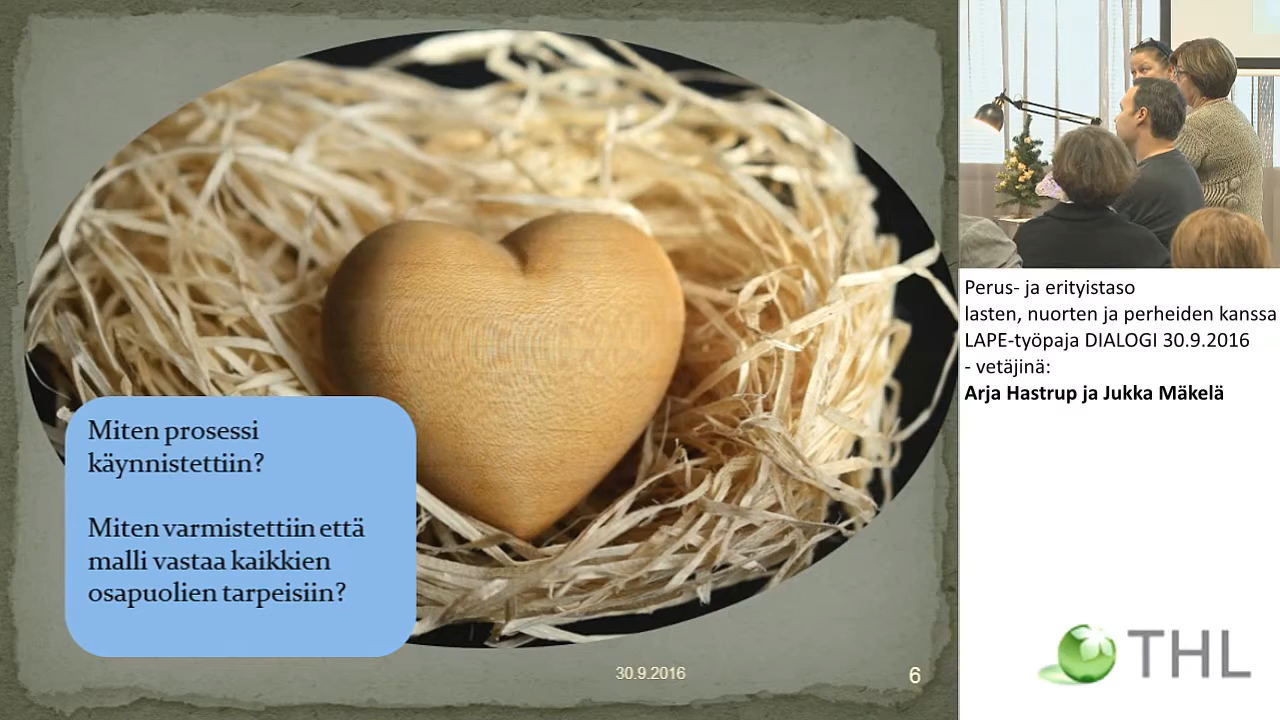 Miten prosessi
käynnistettiin?
Miten varmistettiin että
malli vastaa kaikkien
osapuolien tarpeisiin?
30.9.2016
6
Perus- ja erityistaso
lasten, nuorten ja perheiden kanssa
LAPE-työpaja DIALOGI 30.9.2016
- vetäjinä:
Arja Hastrup ja Jukka Mäkelä
THL